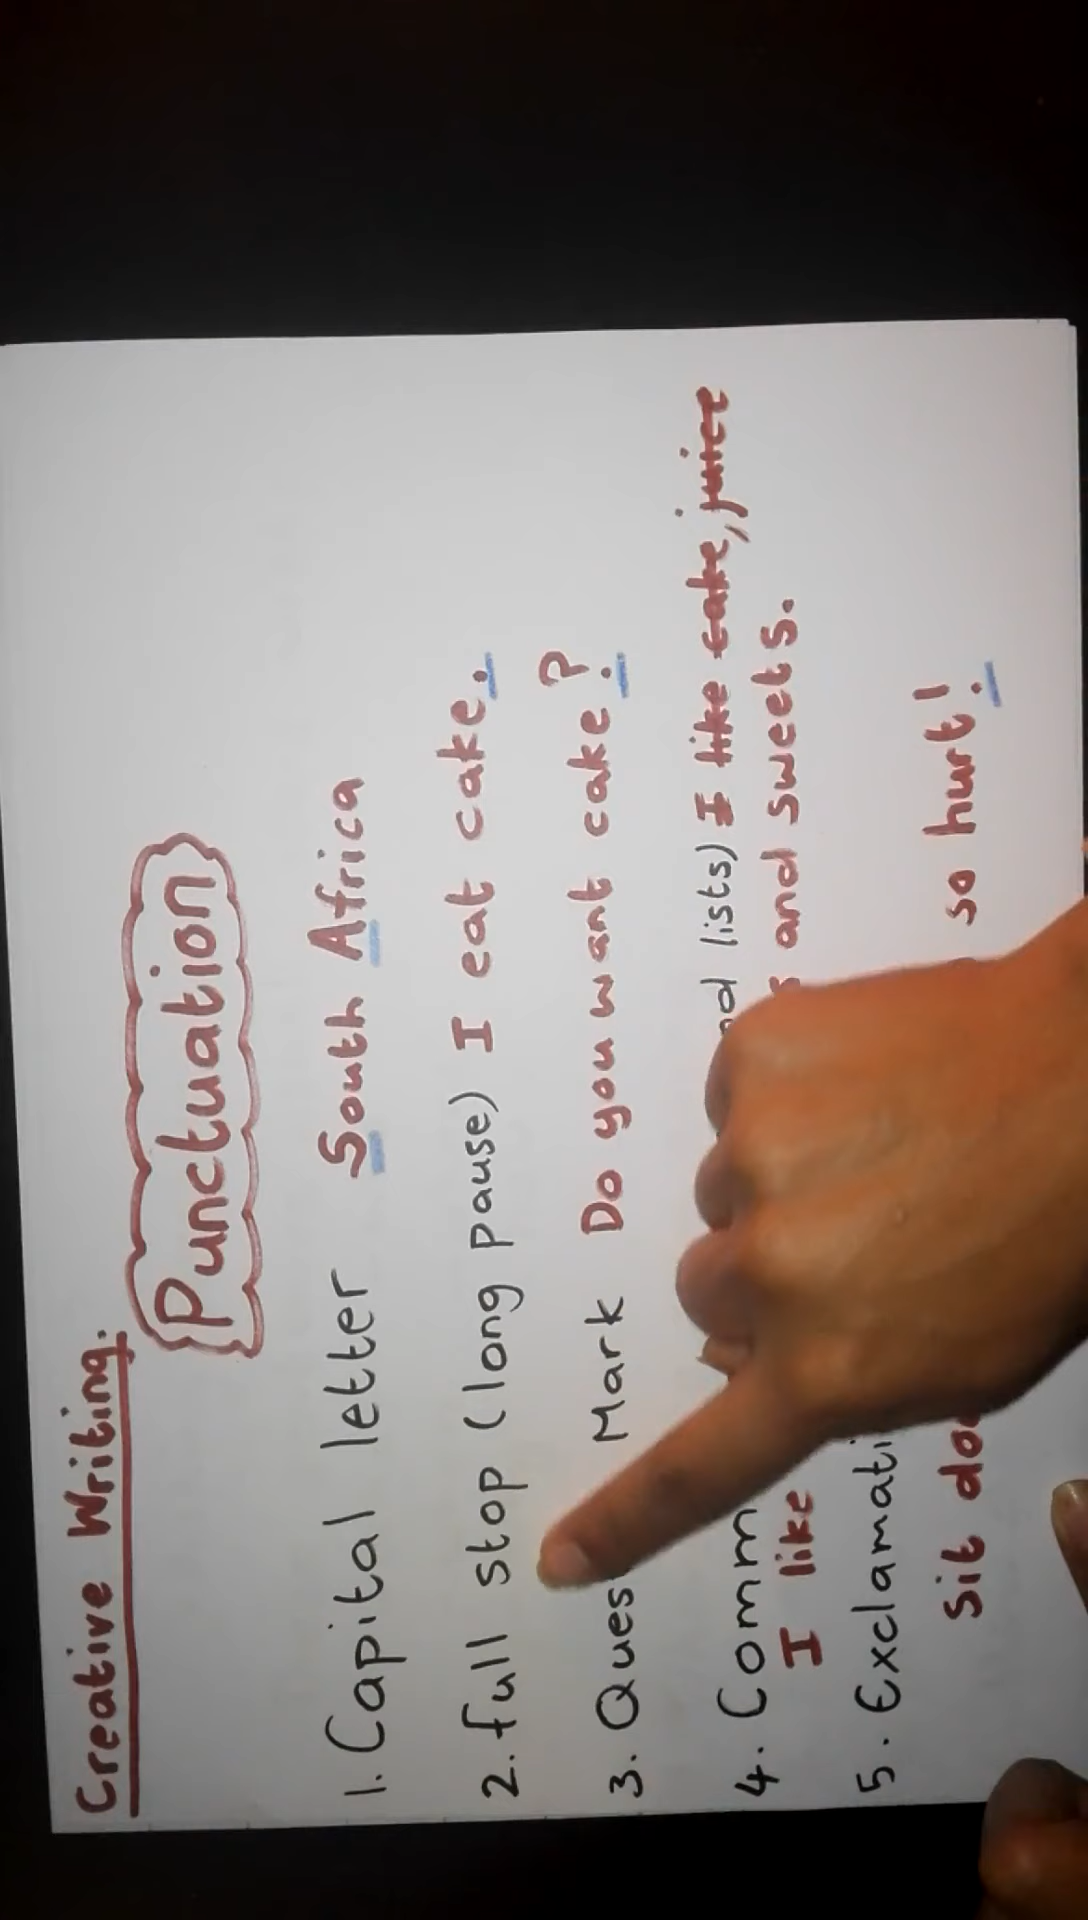 Creative Writing.
Punctuation
1. Capital letter South Africa
2. full stop (long pause) I eat cake.
3. Ques Mark Do you want cake?
4. Comm nd lists) I like cake, juice
I like and sweets.
5. Exclamati
Sit do so hurt!